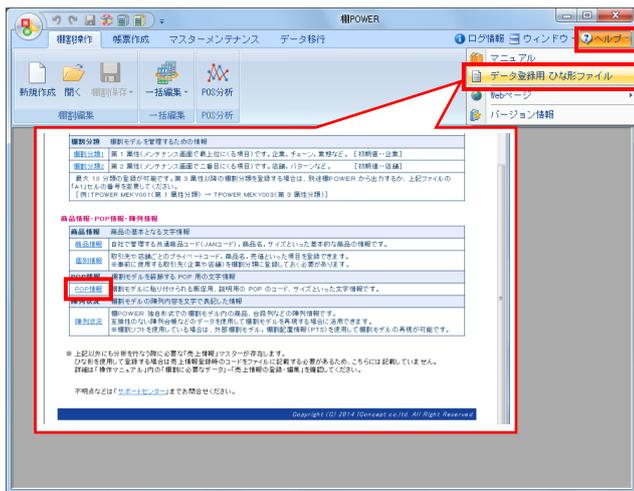 棚POWER
棚割操作 帳票作成 マスターメンテナンス データ移行 ログ情報 ウィンドウ ヘルプ
新規作成 開く 棚割保存 一括編集 POS分析
棚割編集 一括編集 POS分析
マニュアル
データ登録用 ひな形ファイル
Webページ
バージョン情報
棚割分類 棚割モデルを管理するための情報
棚割分類1 第 1 属性(メンテナンス画面で最上位にくる項目)です。企業、チェーン、業態など。 [初期値…企業]
棚割分類2 第 2 属性(メンテナンス画面で二番目にくる項目)です。店舗、パターンなど。 [初期値…店舗]
最大 10 分類の登録が可能です。第 3 属性以降の棚割分類を登録する場合は、別途棚POWER から出力するか、上記ファイルの
「A1」セルの番号を変更してください。
[例:TPOWER MEKYO01(第 1 属性分類) → TPOWER MEKYO03(第 3 属性分類)]
商品情報・POP情報・陳列情報
商品情報 商品の基本となる文字情報
商品情報 自社で管理する共通商品コード(JANコード)、商品名、サイズといった基本的な商品の情報です。
個別情報 取引先や店舗ごとのプライベートコード、商品名、売価といった項目を登録できます。
※事前に使用する取引先(企業や店舗)を棚割分類に登録しておく必要があります。
POP情報 棚割モデルを装飾する POP 用の文字情報
POP情報 棚割モデルに貼り付けられる販促用、説明用の POP のコード、サイズといった文字情報です。
陳列状況 棚割モデルの陳列内容を文字で表記した情報
陳列状況 棚POWER 独自形式での棚割モデル内の商品、台段列などの陳列情報です。
互換性のない陳列台帳などのデータを使用して棚割モデルを再現する場合に活用できます。
※棚割ソフトを使用している場合は、外部棚割モデル、棚割配置情報(PTS)を使用して棚割モデルの再現が可能です。
※ 上記以外にも分析を行なう際に必要な「売上情報」マスターが存在します。
ひな形を使用して登録する場合は売上情報登録時のコードをファイルに記載する必要があるため、こちらには記載していません。
詳細は「操作マニュアル」内の「棚割に必要なデータ」-「売上情報の登録・編集」を確認してください。
不明点などは「サポートセンター」までお問合せください。
Copyright (C) 2014 IConcept co.ltd. All Right Reserved